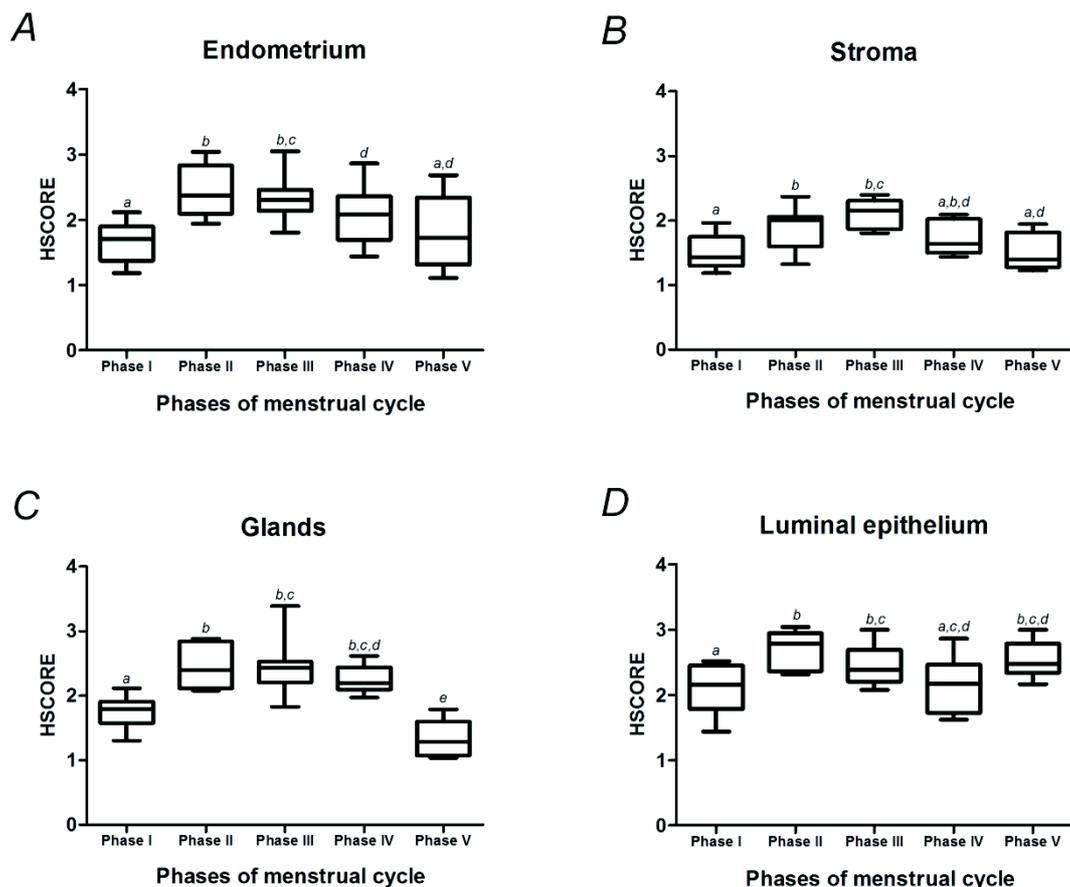 A
Endometrium
HSCORE
4
3
2
1
0
a
b
b,c
d
a,d
Phase I Phase II Phase III Phase IV Phase V
Phases of menstrual cycle
B
Stroma
HSCORE
4
3
2
1
0
a
b
b,c
a,b,d
a,d
Phase I Phase II Phase III Phase IV Phase V
Phases of menstrual cycle
C
Glands
HSCORE
4
3
2
1
0
a
b
b,c
b,c,d
e
Phase I Phase II Phase III Phase IV Phase V
Phases of menstrual cycle
D
Luminal epithelium
HSCORE
4
3
2
1
0
a
b
b,c
a,c,d
b,c,d
Phase I Phase II Phase III Phase IV Phase V
Phases of menstrual cycle